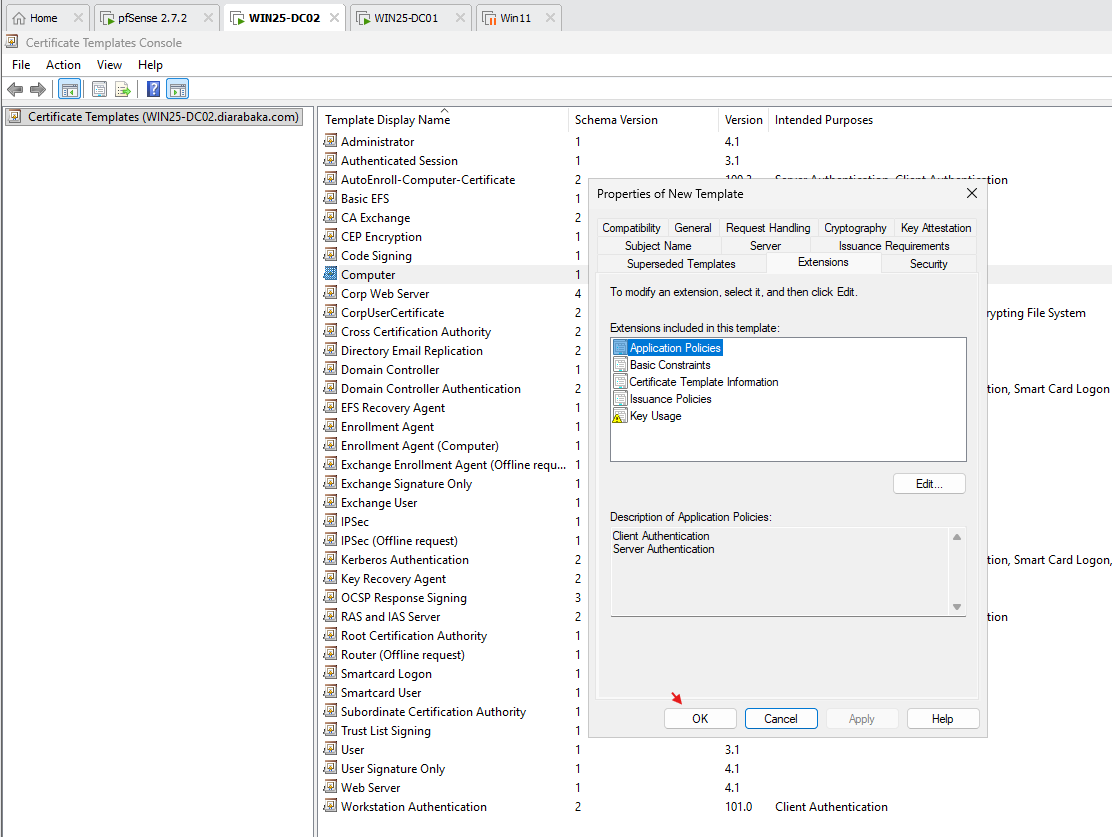 Home
pfSense 2.7.2
WIN25-DC02
WIN25-DC01
Win11
Certificate Templates Console
File Action View Help
Certificate Templates (WIN25-DC02.diarabaka.com)
Template Display Name Schema Version Version Intended Purposes
Administrator 1 4.1
Authenticated Session 1 3.1
AutoEnroll-Computer-Certificate 2 Server Authentication, Client Authentication
Basic EFS 1
CA Exchange 2
CEP Encryption 1
Code Signing 1
Computer 1
Corp Web Server 4
CorpUserCertificate 2 rypting File System
Cross Certification Authority 2
Directory Email Replication 2
Domain Controller 1
Domain Controller Authentication 2 tion, Smart Card Logon
EFS Recovery Agent 1
Enrollment Agent 1
Enrollment Agent (Computer) 1
Exchange Enrollment Agent (Offline requ... 1
Exchange Signature Only 1
Exchange User 1
IPSec 1
IPSec (Offline request) 1
Kerberos Authentication 2 tion, Smart Card Logon,
Key Recovery Agent 2
OCSP Response Signing 3
RAS and IAS Server 2 tion
Root Certification Authority 1
Router (Offline request) 1
Smartcard Logon 1
Smartcard User 1
Subordinate Certification Authority 1
Trust List Signing 1
User 1 3.1
User Signature Only 1 4.1
Web Server 1 4.1
Workstation Authentication 2 101.0 Client Authentication
Properties of New Template
Compatibility General Request Handling Cryptography Key Attestation
Subject Name Server Issuance Requirements
Superseded Templates Extensions Security
To modify an extension, select it, and then click Edit.
Extensions included in this template:
Application Policies
Basic Constraints
Certificate Template Information
Issuance Policies
Key Usage
Edit...
Description of Application Policies:
Client Authentication
Server Authentication
OK Cancel Apply Help